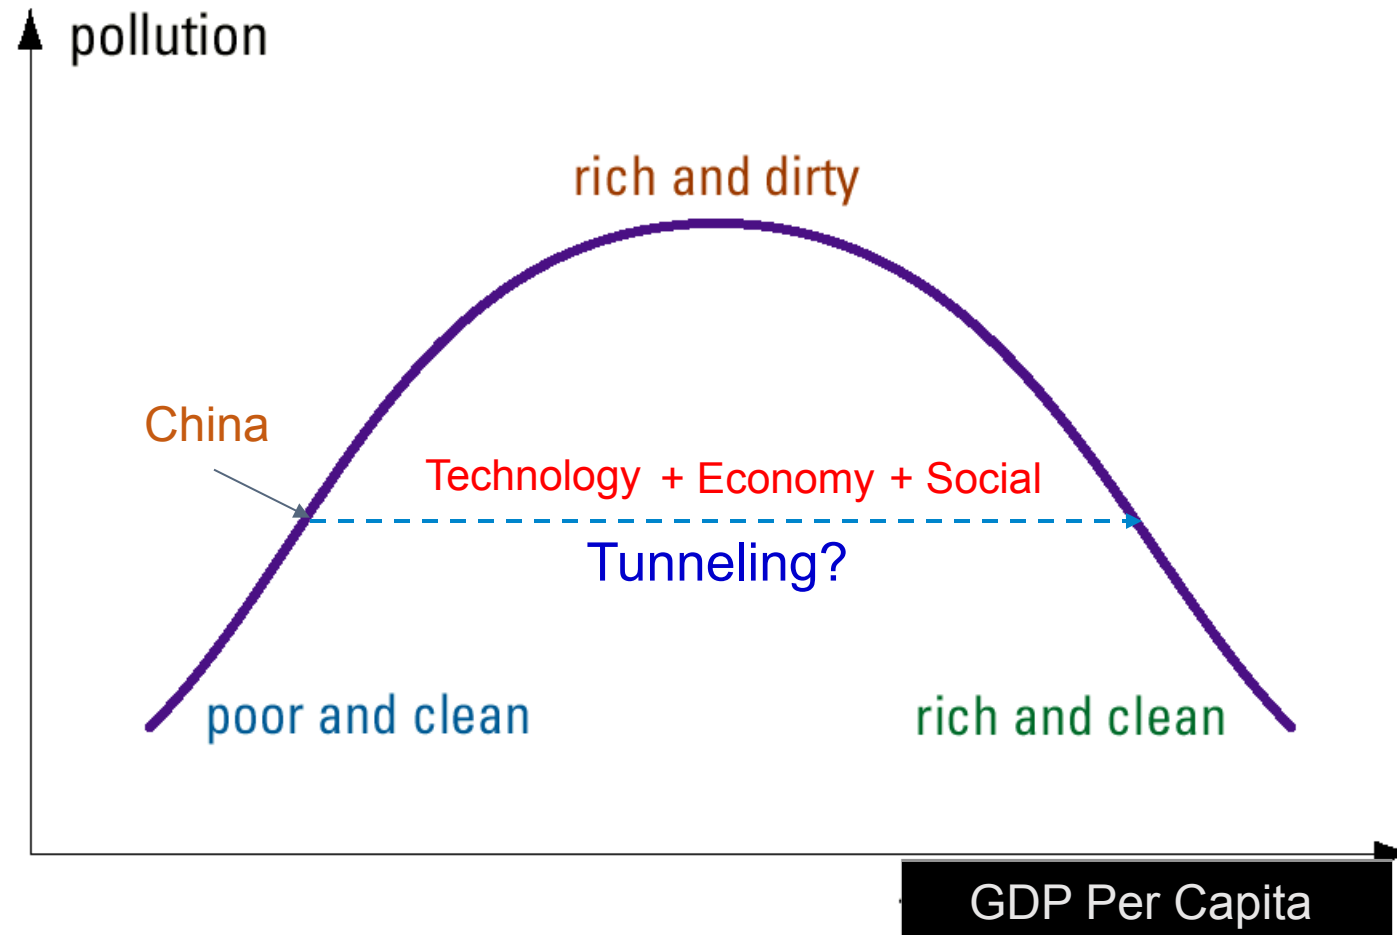 pollution
rich and dirty
China
Technology + Economy + Social
Tunneling?
poor and clean
rich and clean
GDP Per Capita